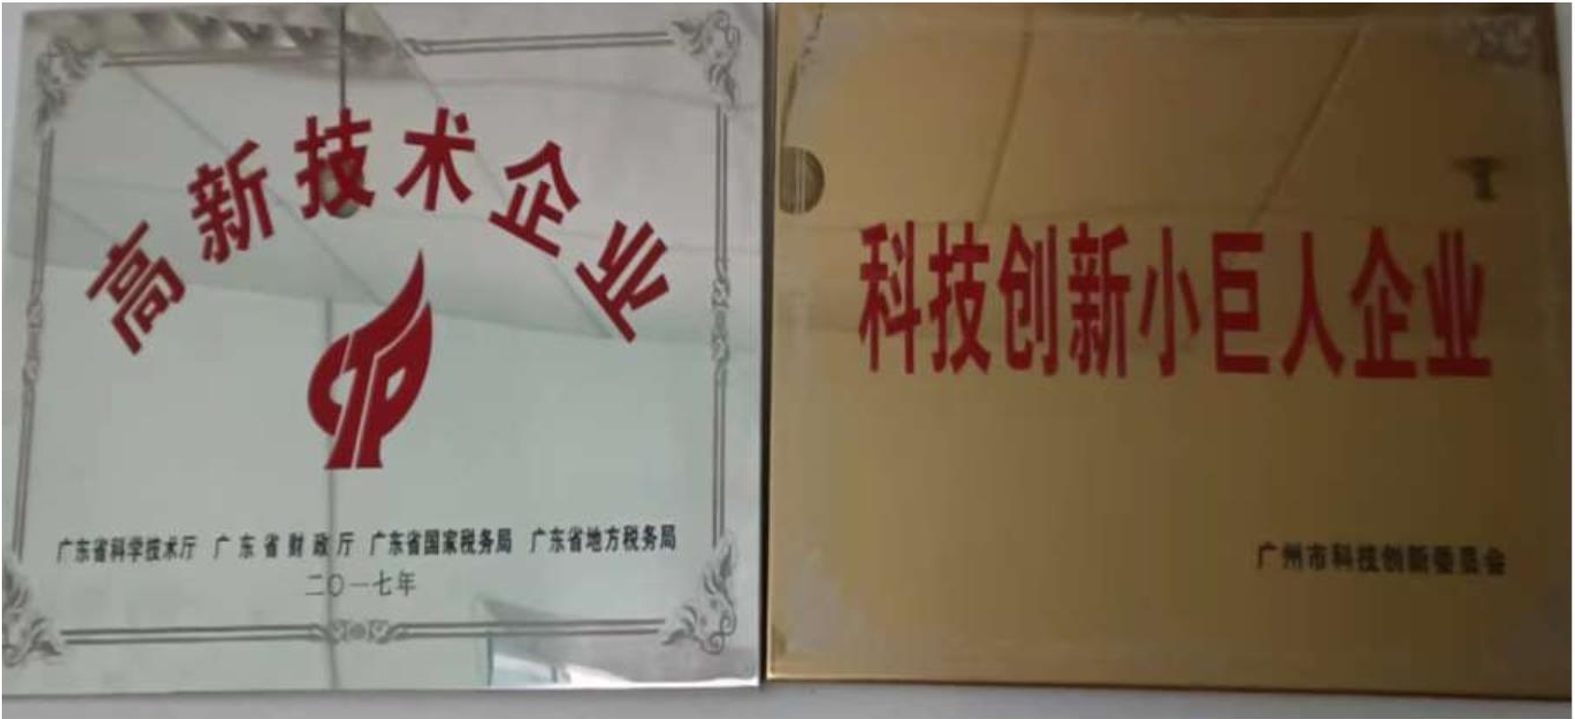 高新技术企业
广东省科学技术厅 广东省财政厅 广东省国家税务局 广东省地方税务局
二〇一七年
科技创新小巨人企业
广州市科技创新委员会